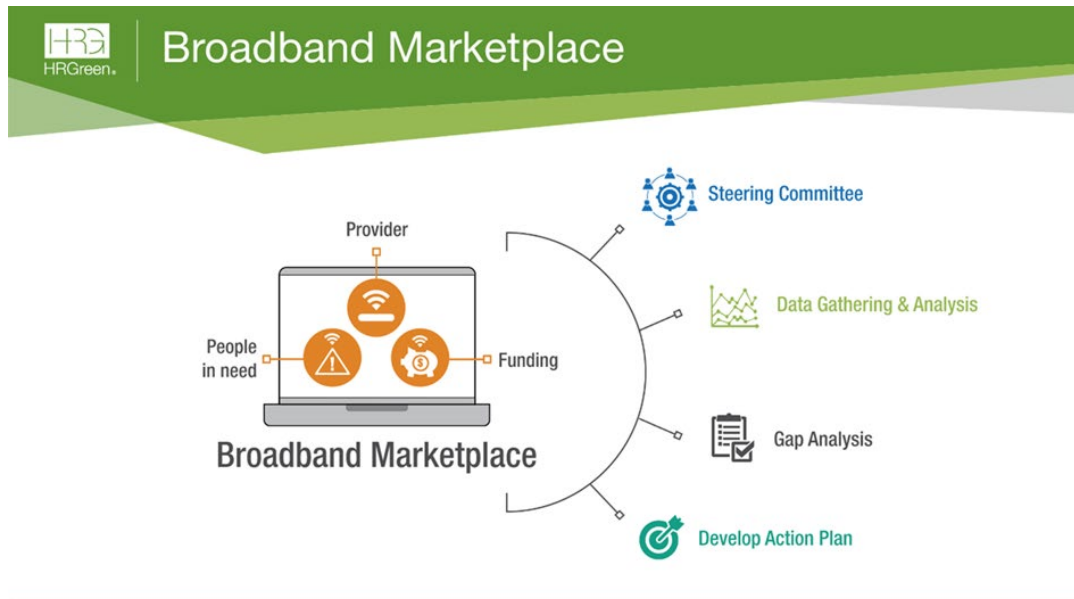 HRG
HRGreen.
Broadband Marketplace
Steering Committee
Provider
Data Gathering & Analysis
People
in need
Funding
$
!
Broadband Marketplace
Gap Analysis
Develop Action Plan